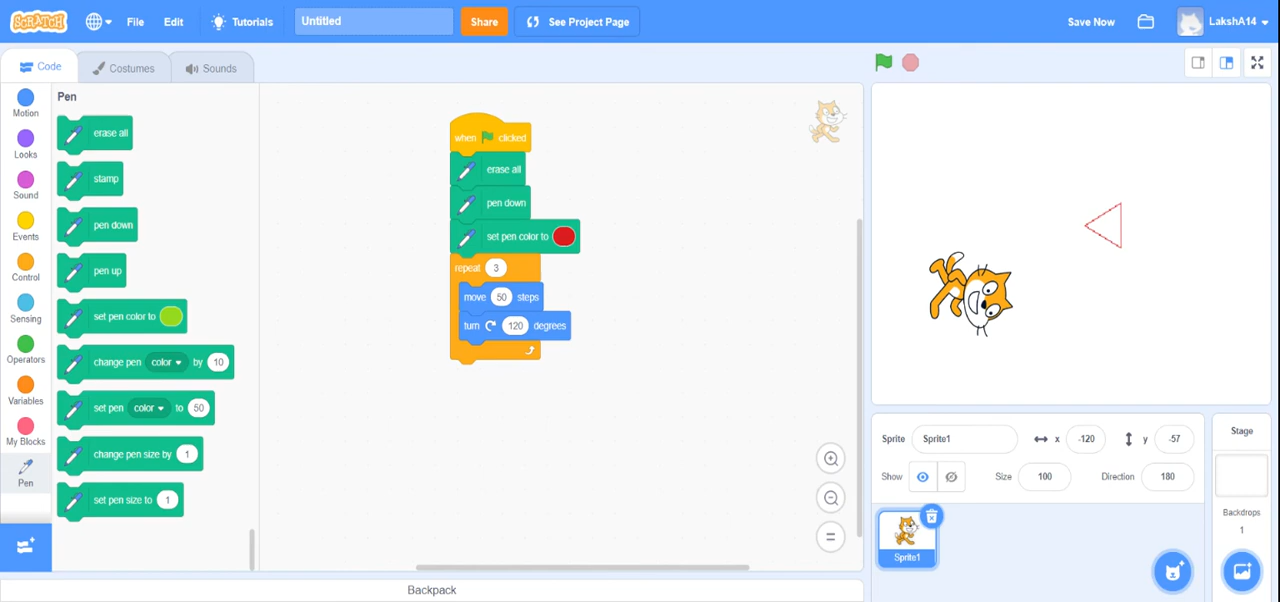 SCRATCH File Edit Tutorials Untitled Share See Project Page Save Now LakshA14
Code Costumes Sounds
Motion
Looks
Sound
Events
Control
Sensing
Operators
Variables
My Blocks
Pen
Pen
erase all
stamp
pen down
pen up
set pen color to
change pen color by 10
set pen color to 50
change pen size by 1
set pen size to 1
when clicked
erase all
pen down
set pen color to
repeat 3
move 50 steps
turn 120 degrees
Sprite Sprite1 x -120 y -57
Show Size 100 Direction 180
Sprite1
Stage
Backdrops
1
Backpack